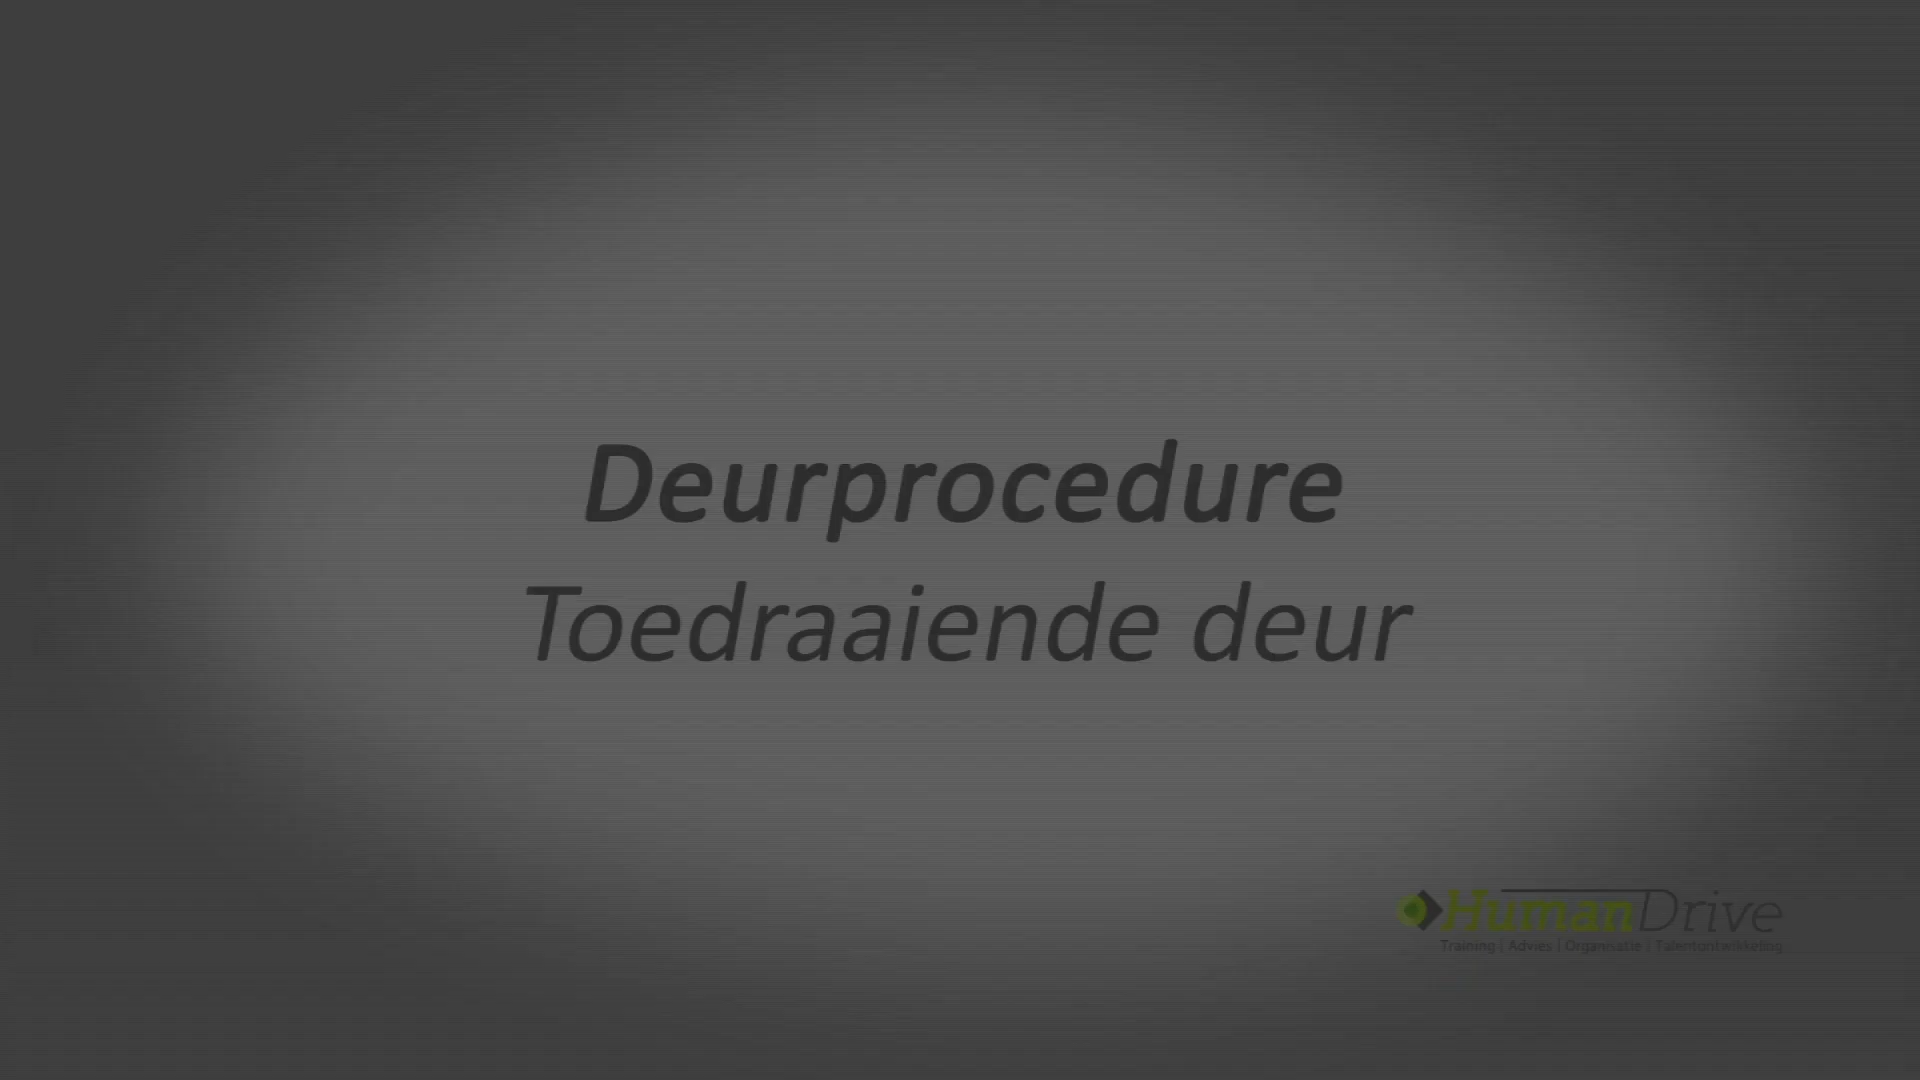 Deurprocedure
Toedraaiende deur
HumanDrive
Training | Advies | Organisatie | Talentontwikkeling